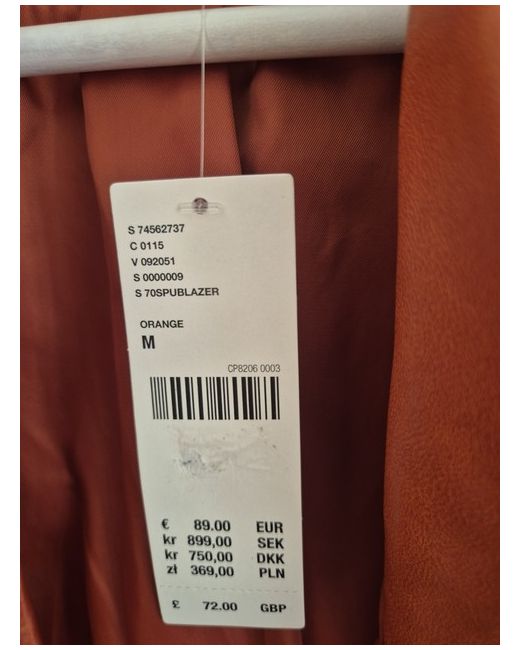 S 74562737
C 0115
V 092051
S 0000009
S 70SPUBLAZER
ORANGE
M
CP8206 0003
€ 89.00 EUR
kr 899,00 SEK
kr 750,00 DKK
zł 369,00 PLN
£ 72.00 GBP